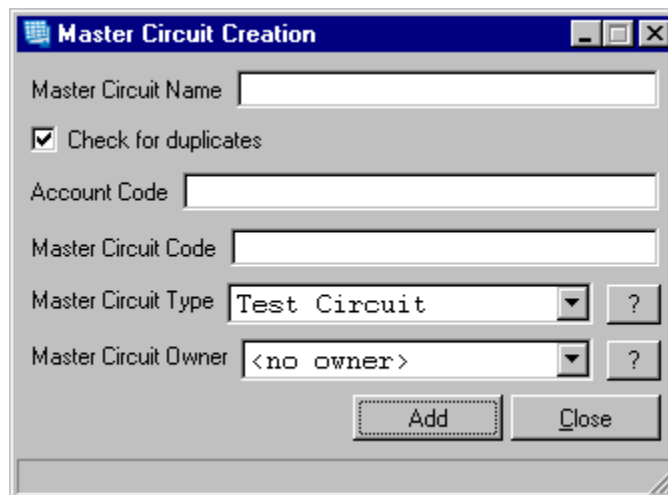 Master Circuit Creation
Master Circuit Name
Check for duplicates
Account Code
Master Circuit Code
Master Circuit Type Test Circuit ?
Master Circuit Owner <no owner> ?
Add Close